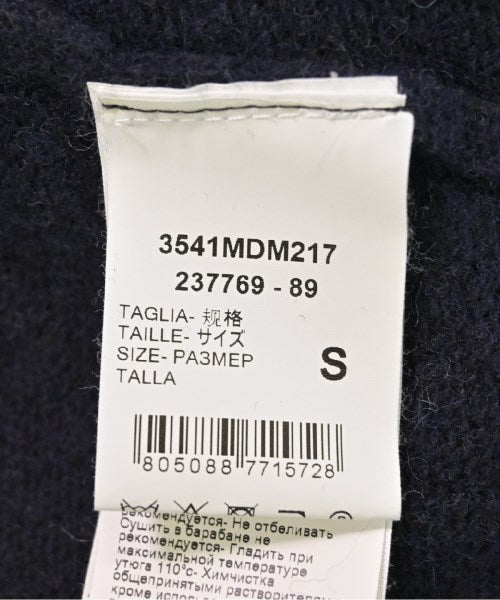 3541MDM217
237769 - 89
TAGLIA- 规格
TAILLE- サイズ
SIZE- РАЗМЕР
TALLA
S
805088 7715728
рекомендуется- Не отбеливать
Сушить в барабане не
рекомендуется- Гладить при
максимальной температуре
утюга 110°с- Химчистка
общепринятыми растворителями
кроме